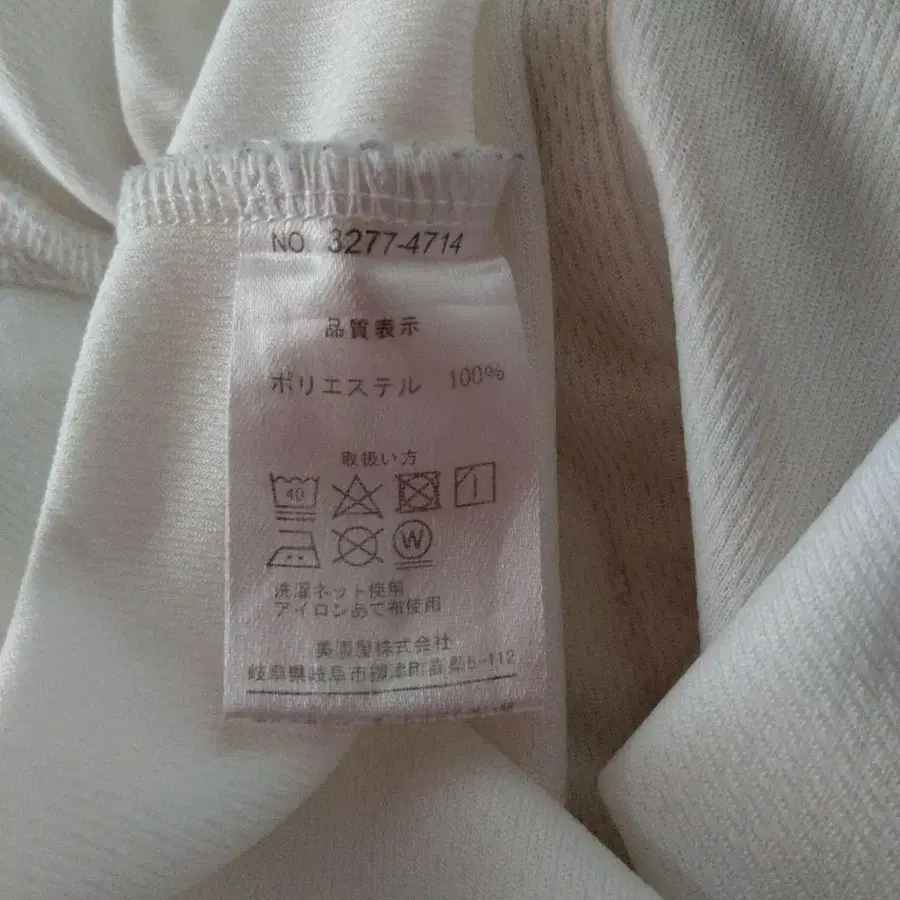 NO. 3277-4714
品質表示
ポリエステル 100%
取扱い方
40
W
洗濯ネット使用
アイロンあて布使用
美濃屋株式会社
岐阜県岐阜市柳津町高桑5-112